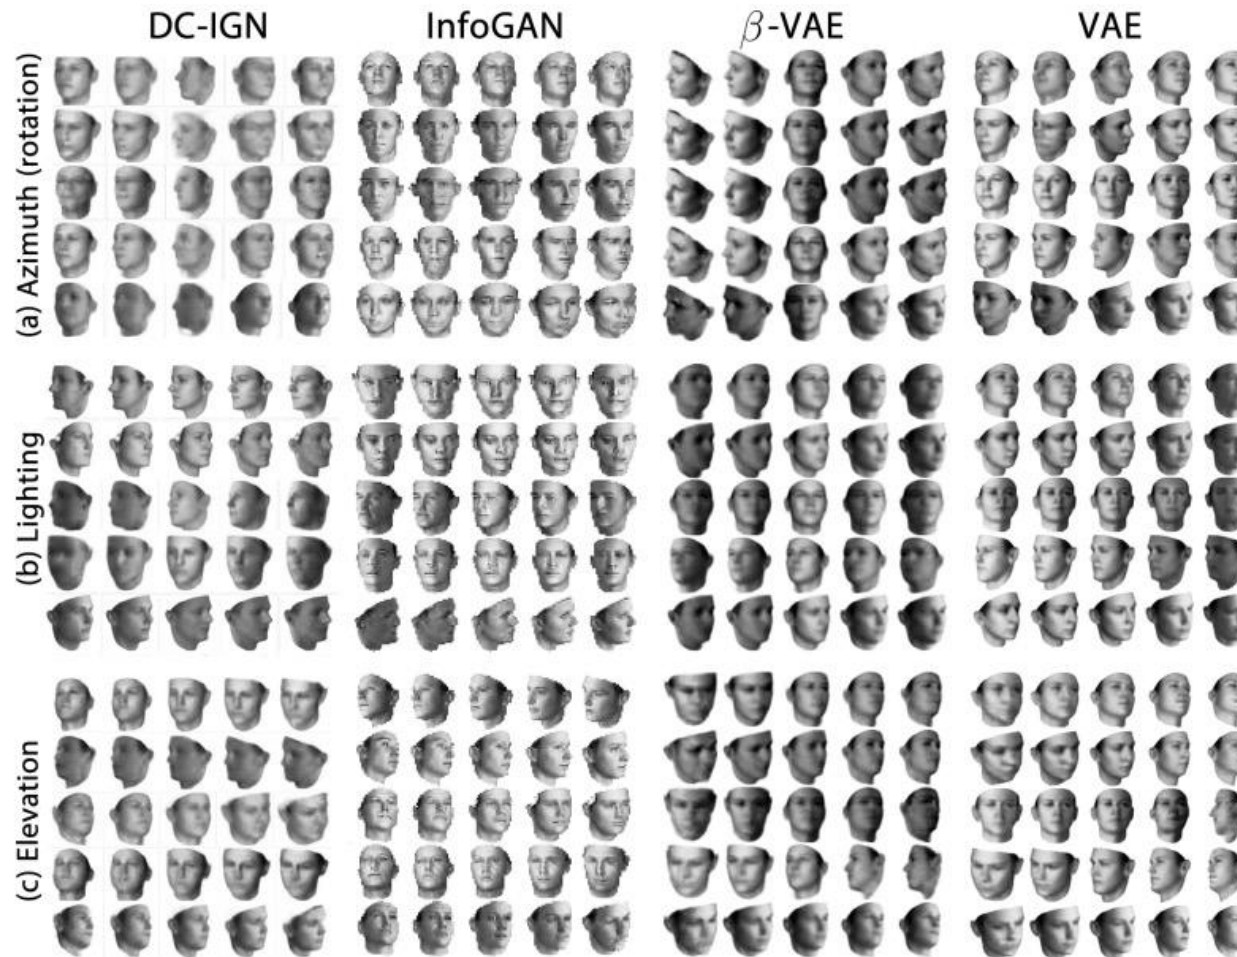 DC-IGN InfoGAN β-VAE VAE
(a) Azimuth (rotation)
(b) Lighting
(c) Elevation